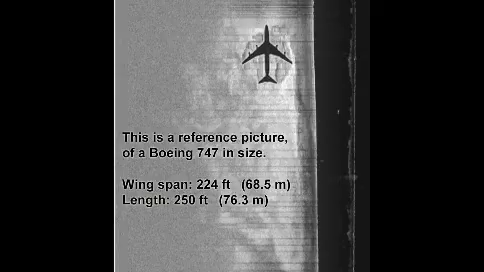 This is a reference picture,
of a Boeing 747 in size.
Wing span: 224 ft (68.5 m)
Length: 250 ft (76.3 m)